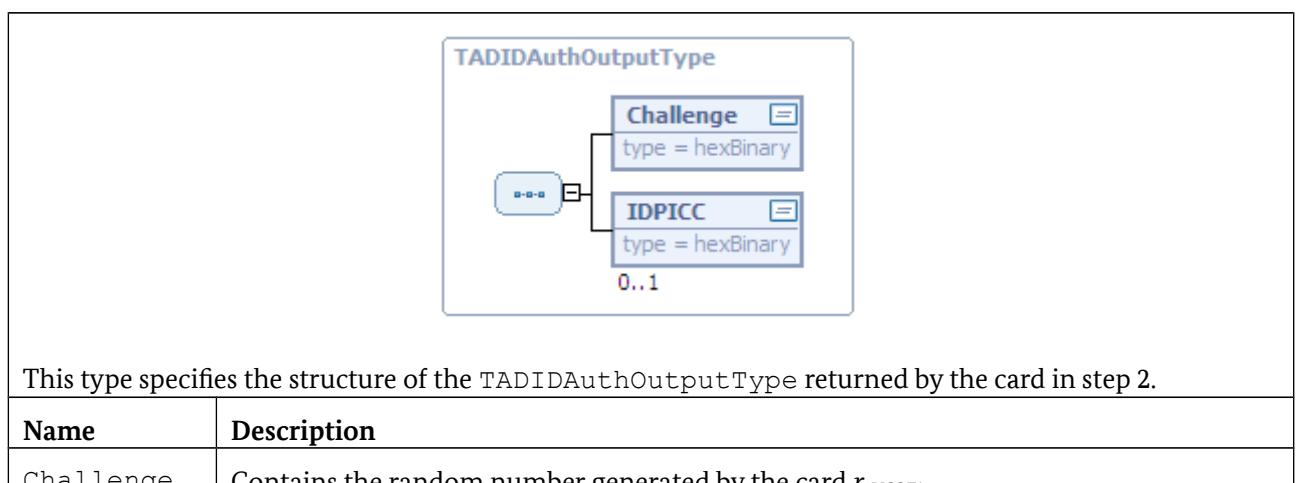 TADIDAuthOutputType
Challenge
type = hexBinary
IDPICC
type = hexBinary
0..1
This type specifies the structure of the TADIDAuthOutputType returned by the card in step 2.
Name Description
Challenge Contains the random number generated by the card r